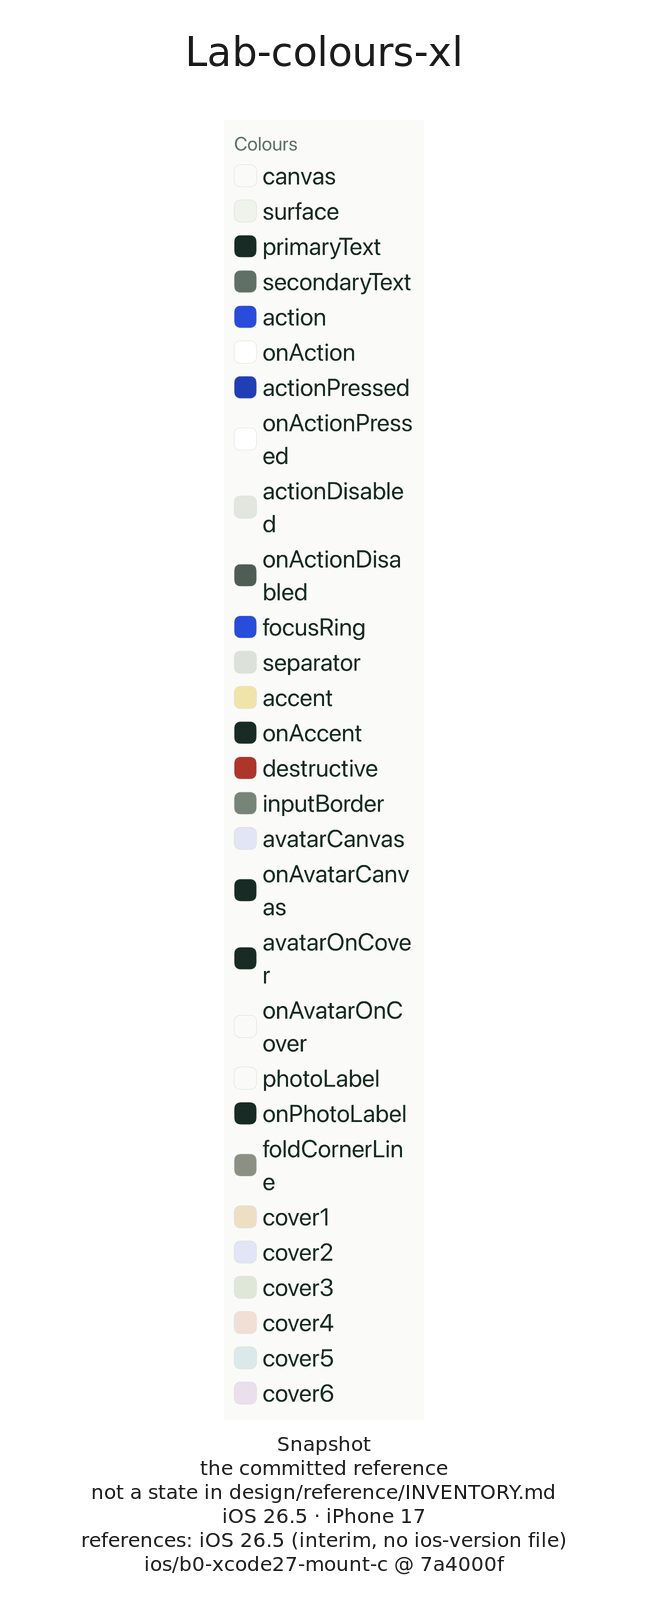 Lab-colours-xl
Colours
canvas
surface
primaryText
secondaryText
action
onAction
actionPressed
onActionPress
ed
actionDisable
d
onActionDisa
bled
focusRing
separator
accent
onAccent
destructive
inputBorder
avatarCanvas
onAvatarCanv
as
avatarOnCove
r
onAvatarOnC
over
photoLabel
onPhotoLabel
foldCornerLin
e
cover1
cover2
cover3
cover4
cover5
cover6
Snapshot
the committed reference
not a state in design/reference/INVENTORY.md
iOS 26.5 · iPhone 17
references: iOS 26.5 (interim, no ios-version file)
ios/b0-xcode27-mount-c @ 7a4000f